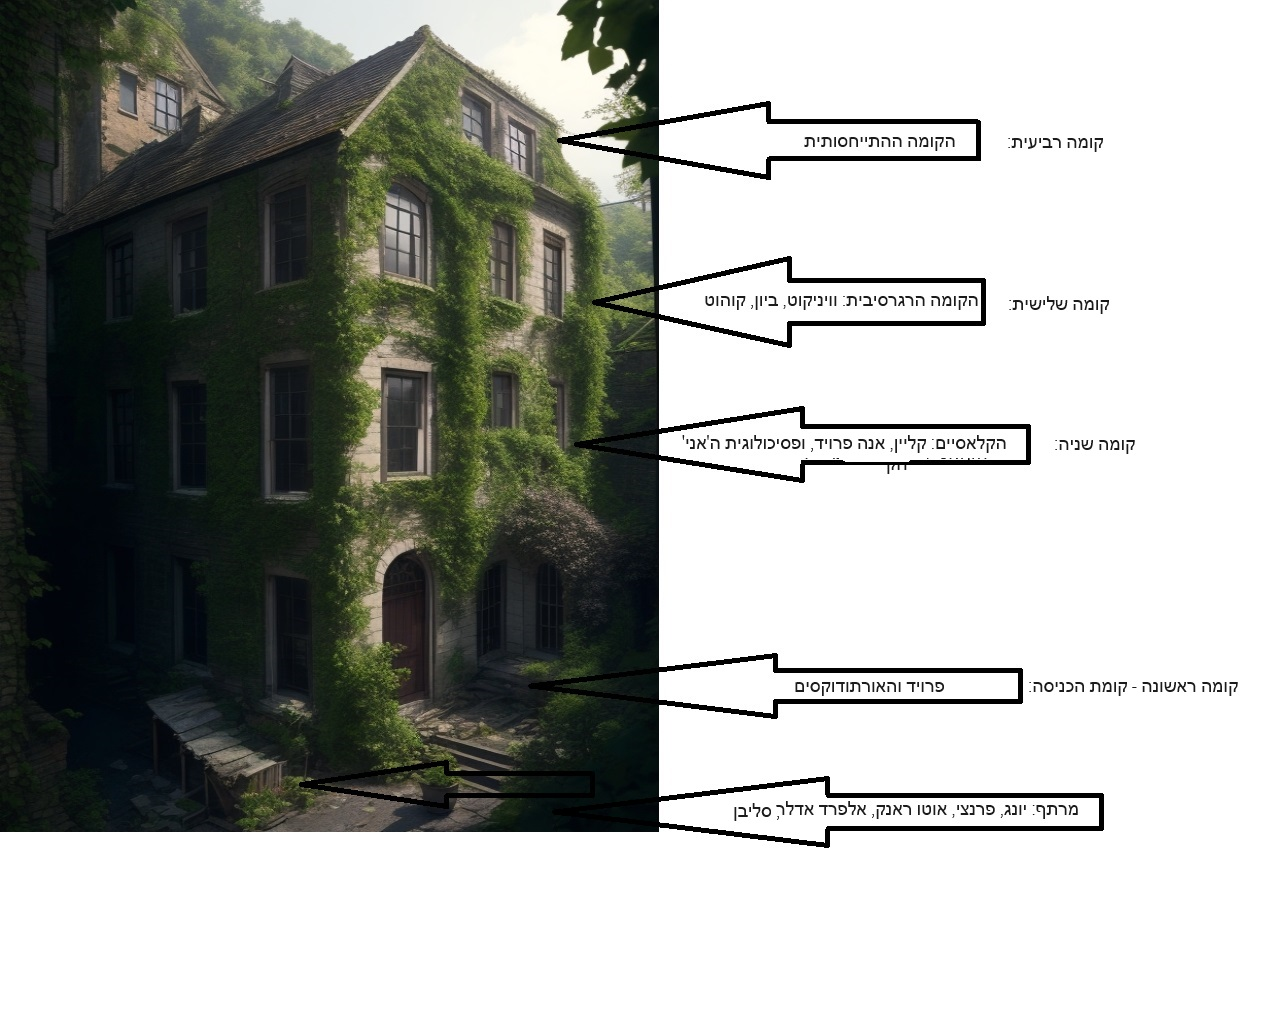 קומה רביעית: הקומה ההתייחסותית
קומה שלישית: הקומה הרגרסיבית: וויניקוט, ביון, קוהוט
קומה שניה: הקלאסיים: קליין, אנה פרויד, ופסיכולוגית ה'אני'
קומה ראשונה - קומת הכניסה: פרויד והאורתודוקסים
מרתף: יונג, פרנצי, אוטו ראנק, אלפרד אדלר, סליבן